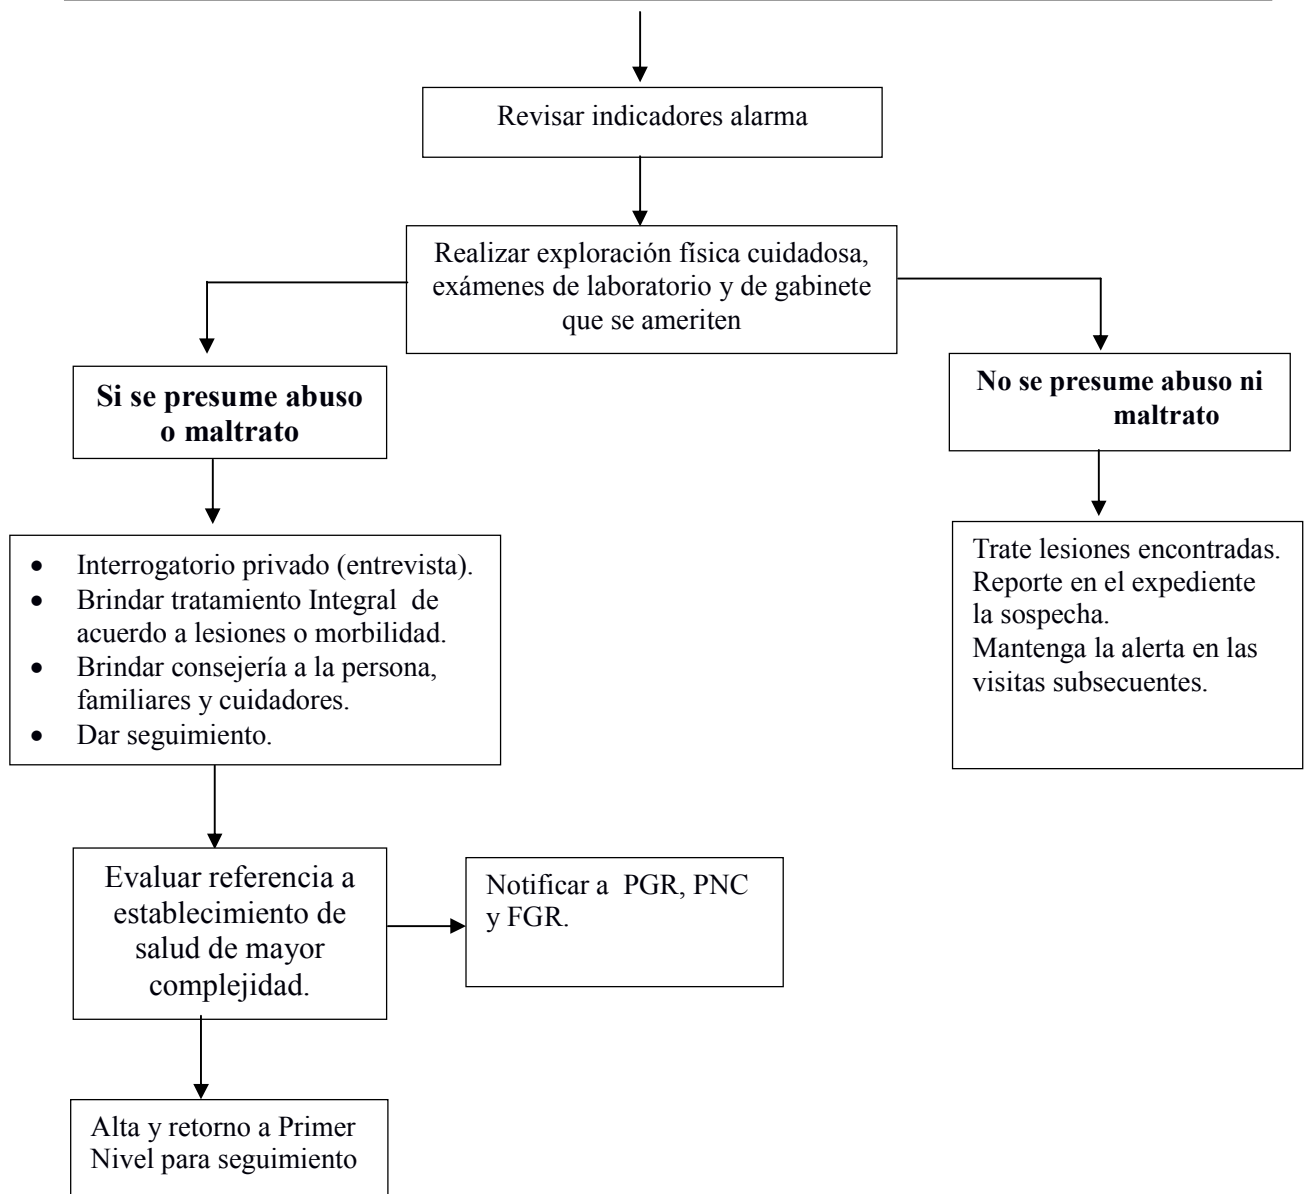 Revisar indicadores alarma
Realizar exploración física cuidadosa,
exámenes de laboratorio y de gabinete
que se ameriten
Si se presume abuso
o maltrato
No se presume abuso ni
maltrato
• Interrogatorio privado (entrevista).
• Brindar tratamiento Integral de
acuerdo a lesiones o morbilidad.
• Brindar consejería a la persona,
familiares y cuidadores.
• Dar seguimiento.
Trate lesiones encontradas.
Reporte en el expediente
la sospecha.
Mantenga la alerta en las
visitas subsecuentes.
Evaluar referencia a
establecimiento de
salud de mayor
complejidad.
Notificar a PGR, PNC
y FGR.
Alta y retorno a Primer
Nivel para seguimiento